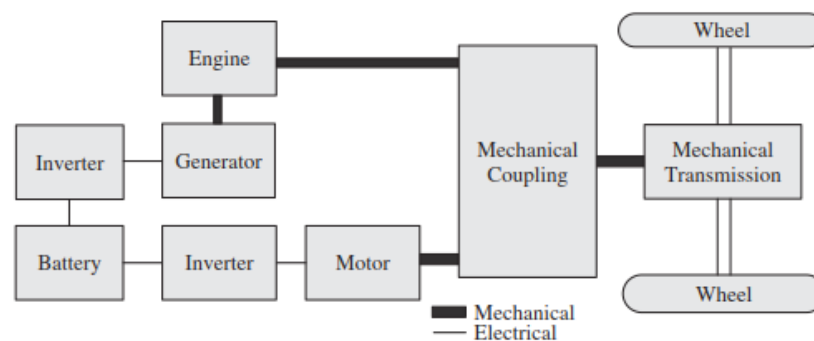 Wheel
Engine
Inverter
Generator
Mechanical
Coupling
Mechanical
Transmission
Battery
Inverter
Motor
Wheel
Mechanical
Electrical